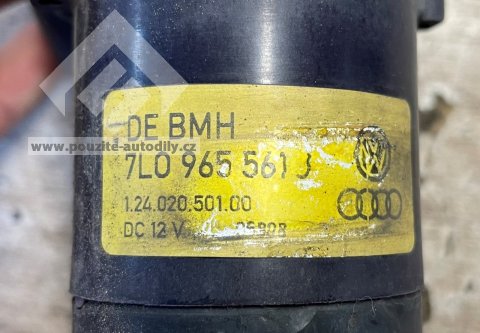 DE BMH
www.pouzite-autodily.cz
7L0 965 561
1.24.020.501.00
DC 12 V